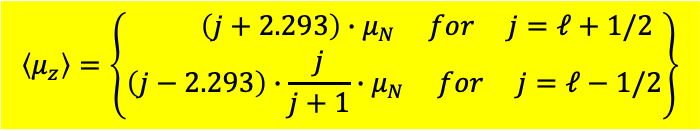 (j + 2.293) · μ_N for j = ℓ + 1/2
⟨μ_z⟩ =
(j − 2.293) · j/(j + 1) · μ_N for j = ℓ − 1/2